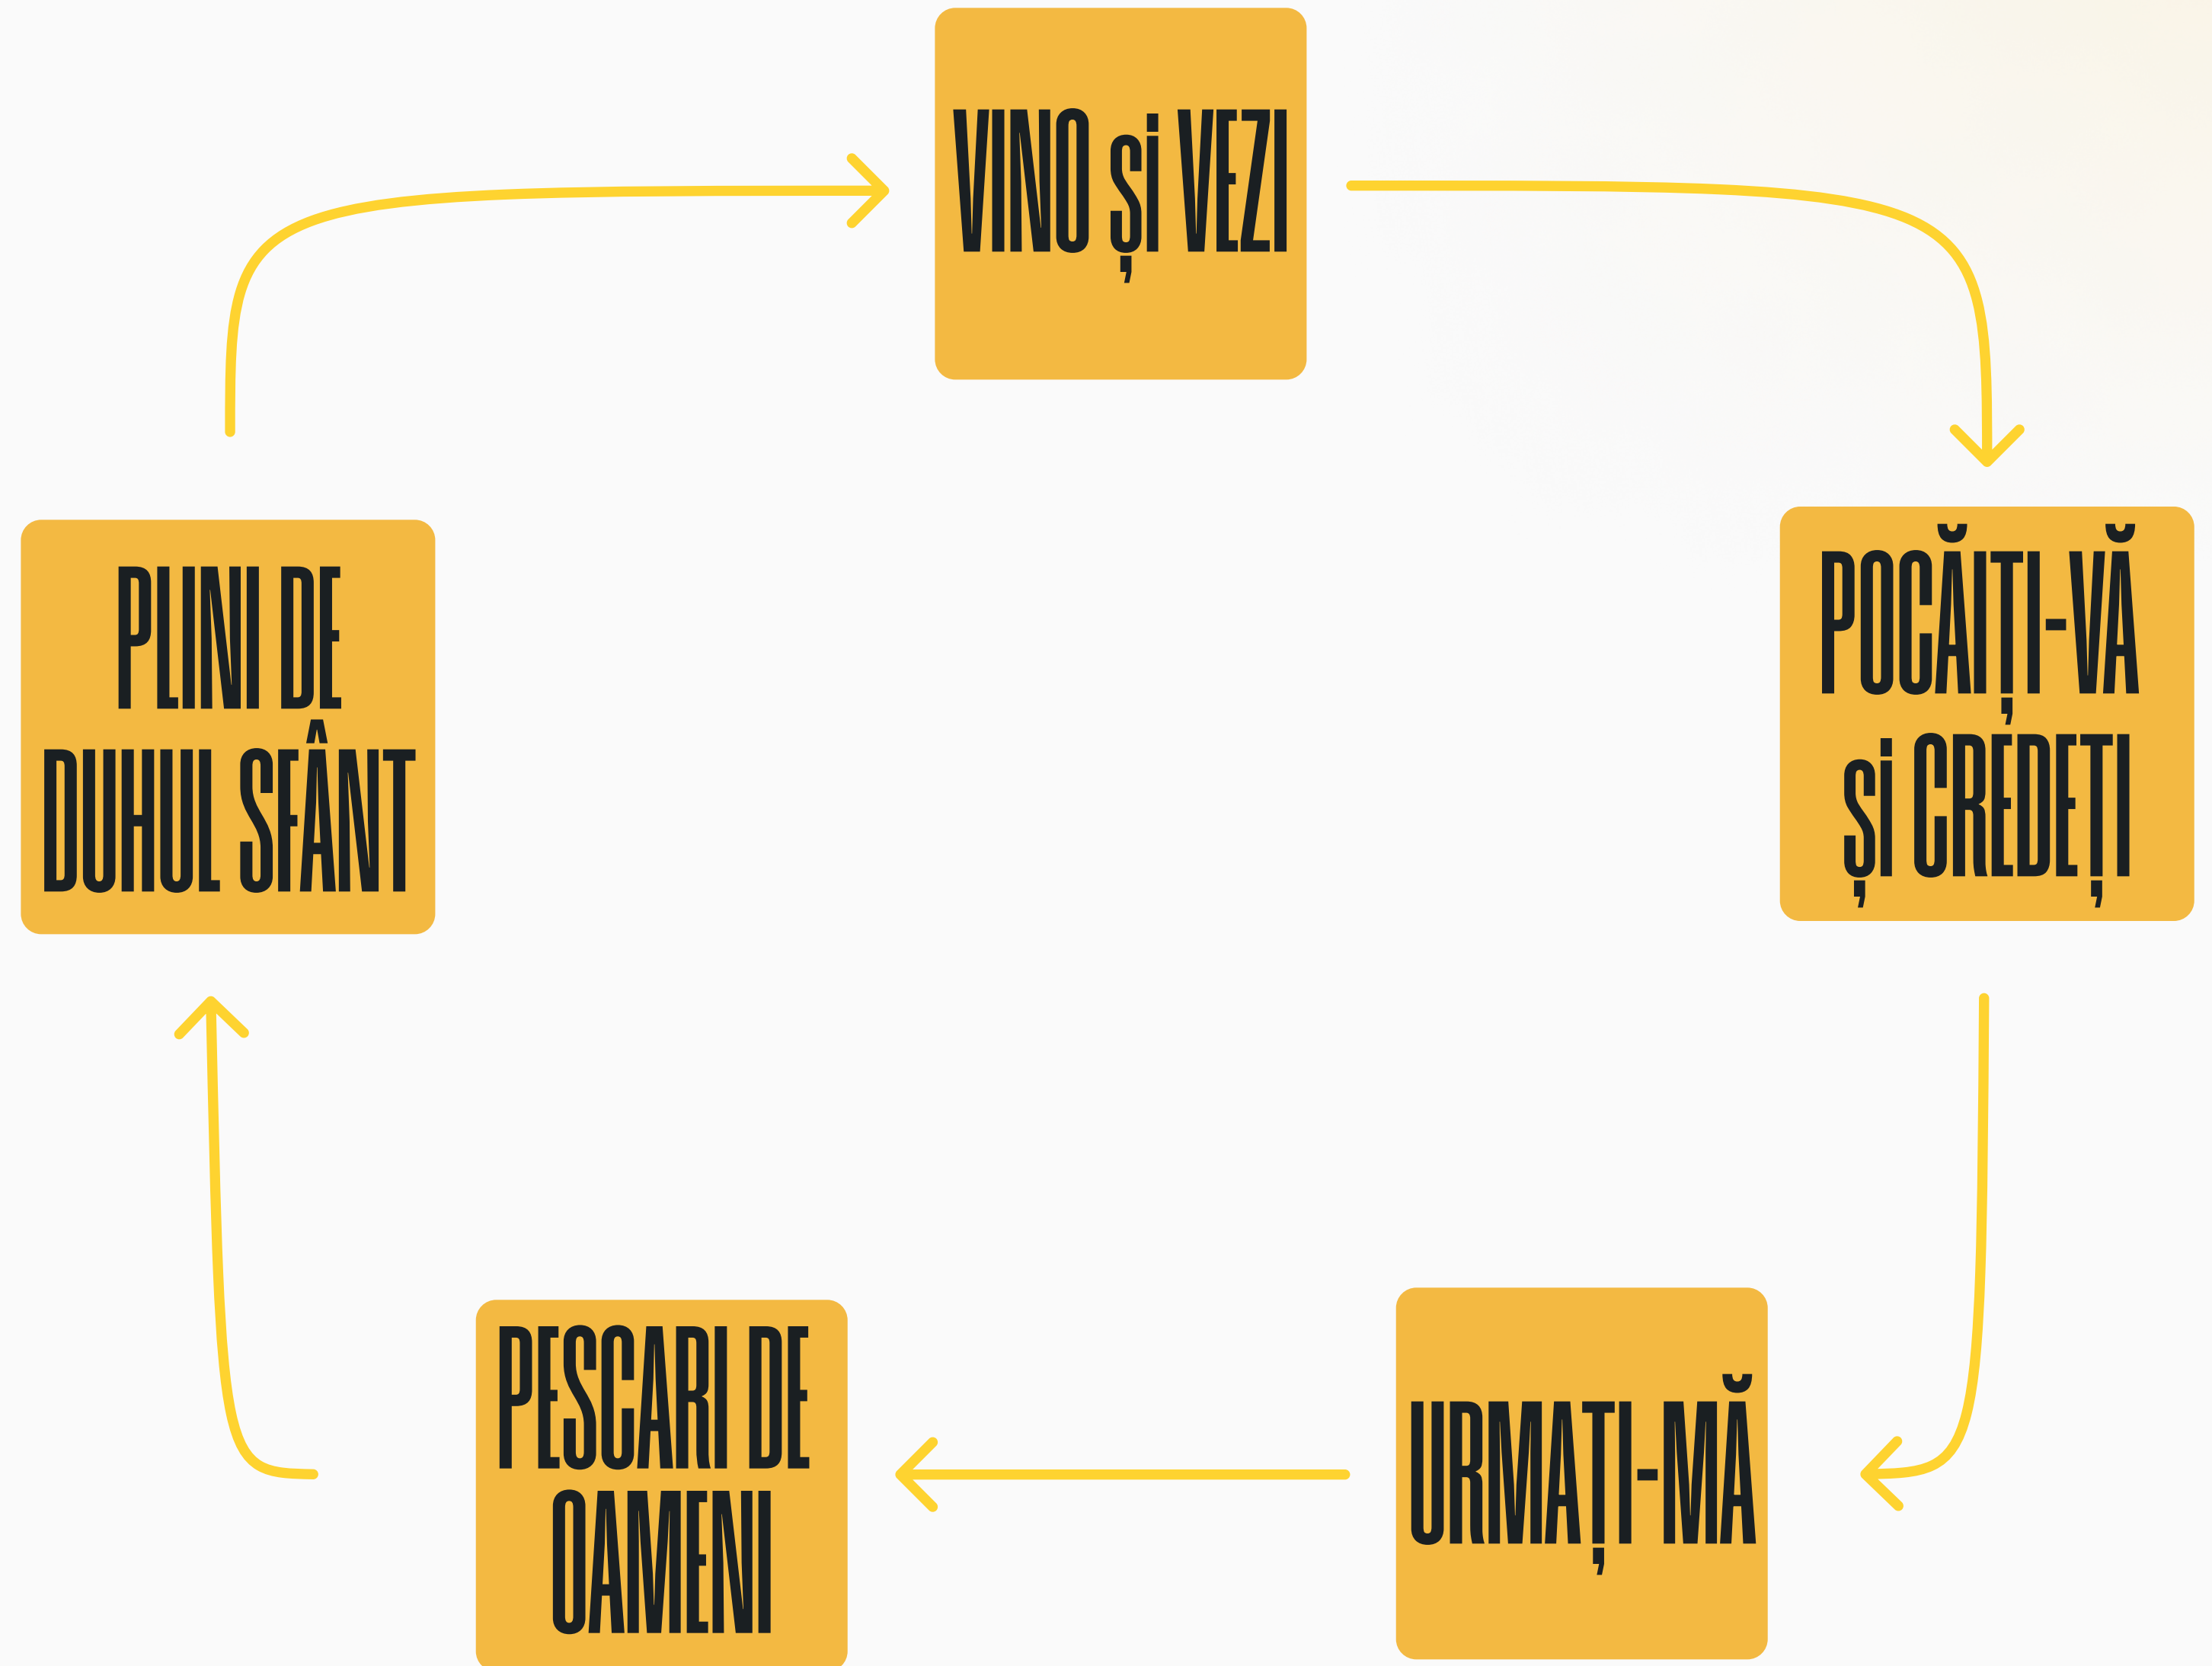 VINO și VEZI
POCĂIȚI-VĂ
și CREDEȚI
URMAȚI-MĂ
PESCARI DE
OAMENI
PLINI DE
DUHUL SFÂNT